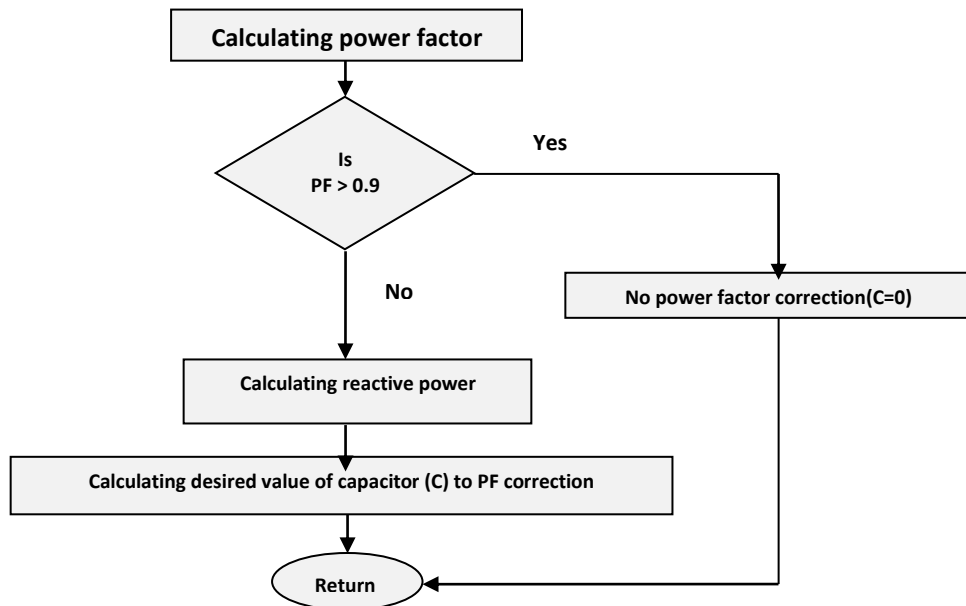 Calculating power factor
Is
PF > 0.9
Yes
No
No power factor correction(C=0)
Calculating reactive power
Calculating desired value of capacitor (C) to PF correction
Return